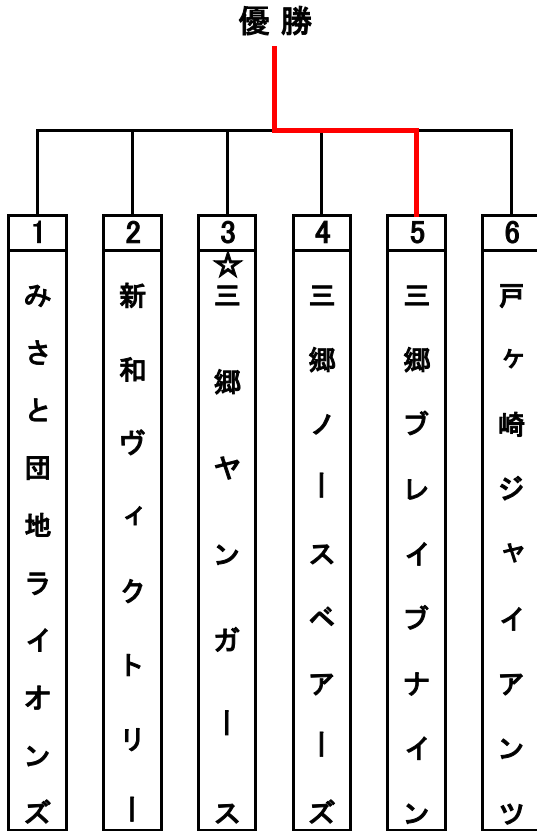 優勝
1
2
3
4
5
6
みさと団地ライオンズ
新和ヴィクトリー
☆三郷ヤンガース
三郷ノースベアーズ
三郷ブレイブナイン
戸ヶ崎ジャイアンツ